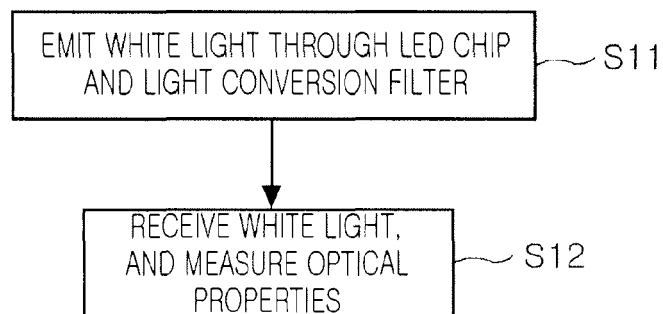 EMIT WHITE LIGHT THROUGH LED CHIP
AND LIGHT CONVERSION FILTER
S11
RECEIVE WHITE LIGHT,
AND MEASURE OPTICAL
PROPERTIES
S12